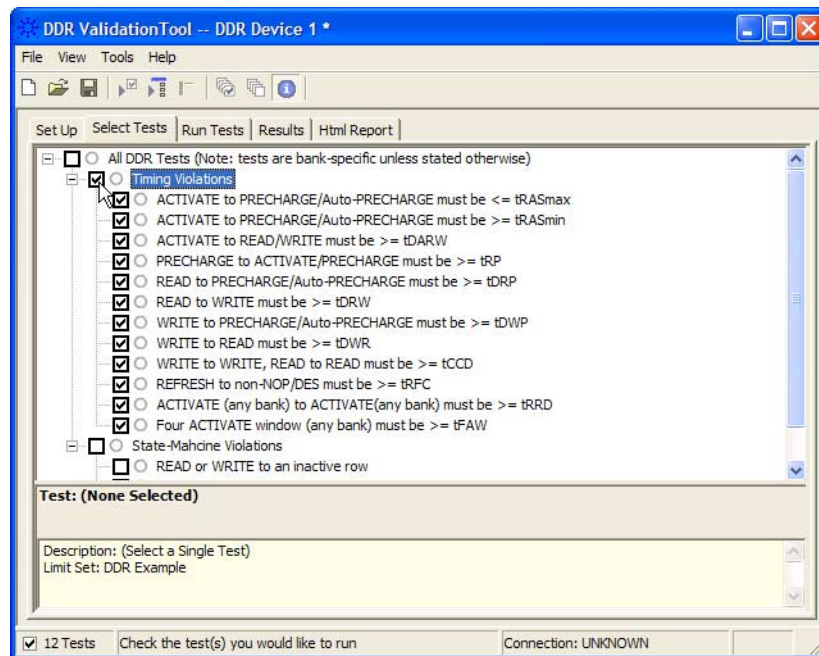 DDR ValidationTool -- DDR Device 1 *
File View Tools Help
Set Up Select Tests Run Tests Results Html Report
All DDR Tests (Note: tests are bank-specific unless stated otherwise)
Timing Violations
ACTIVATE to PRECHARGE/Auto-PRECHARGE must be <= tRASmax
ACTIVATE to PRECHARGE/Auto-PRECHARGE must be >= tRASmin
ACTIVATE to READ/WRITE must be >= tDARW
PRECHARGE to ACTIVATE/PRECHARGE must be >= tRP
READ to PRECHARGE/Auto-PRECHARGE must be >= tDRP
READ to WRITE must be >= tDRW
WRITE to PRECHARGE/Auto-PRECHARGE must be >= tDWP
WRITE to READ must be >= tDWR
WRITE to WRITE, READ to READ must be >= tCCD
REFRESH to non-NOP/DES must be >= tRFC
ACTIVATE (any bank) to ACTIVATE(any bank) must be >= tRRD
Four ACTIVATE window (any bank) must be >= tFAW
State-Mahcine Violations
READ or WRITE to an inactive row
Test: (None Selected)
Description: (Select a Single Test)
Limit Set: DDR Example
12 Tests Check the test(s) you would like to run Connection: UNKNOWN